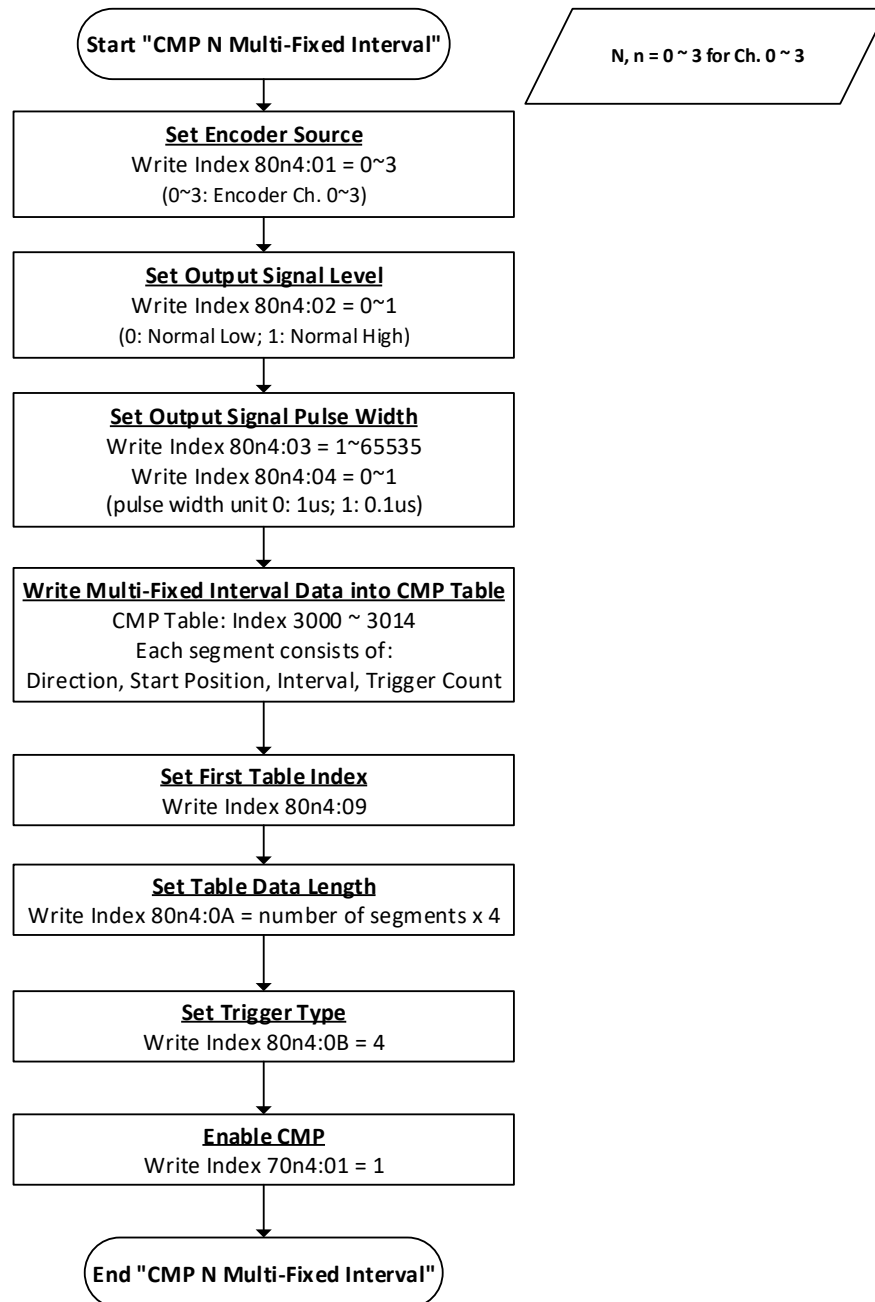 Start "CMP N Multi-Fixed Interval"
N, n = 0 ~ 3 for Ch. 0 ~ 3
Set Encoder Source
Write Index 80n4:01 = 0~3
(0~3: Encoder Ch. 0~3)
Set Output Signal Level
Write Index 80n4:02 = 0~1
(0: Normal Low; 1: Normal High)
Set Output Signal Pulse Width
Write Index 80n4:03 = 1~65535
Write Index 80n4:04 = 0~1
(pulse width unit 0: 1us; 1: 0.1us)
Write Multi-Fixed Interval Data into CMP Table
CMP Table: Index 3000 ~ 3014
Each segment consists of:
Direction, Start Position, Interval, Trigger Count
Set First Table Index
Write Index 80n4:09
Set Table Data Length
Write Index 80n4:0A = number of segments x 4
Set Trigger Type
Write Index 80n4:0B = 4
Enable CMP
Write Index 70n4:01 = 1
End "CMP N Multi-Fixed Interval"